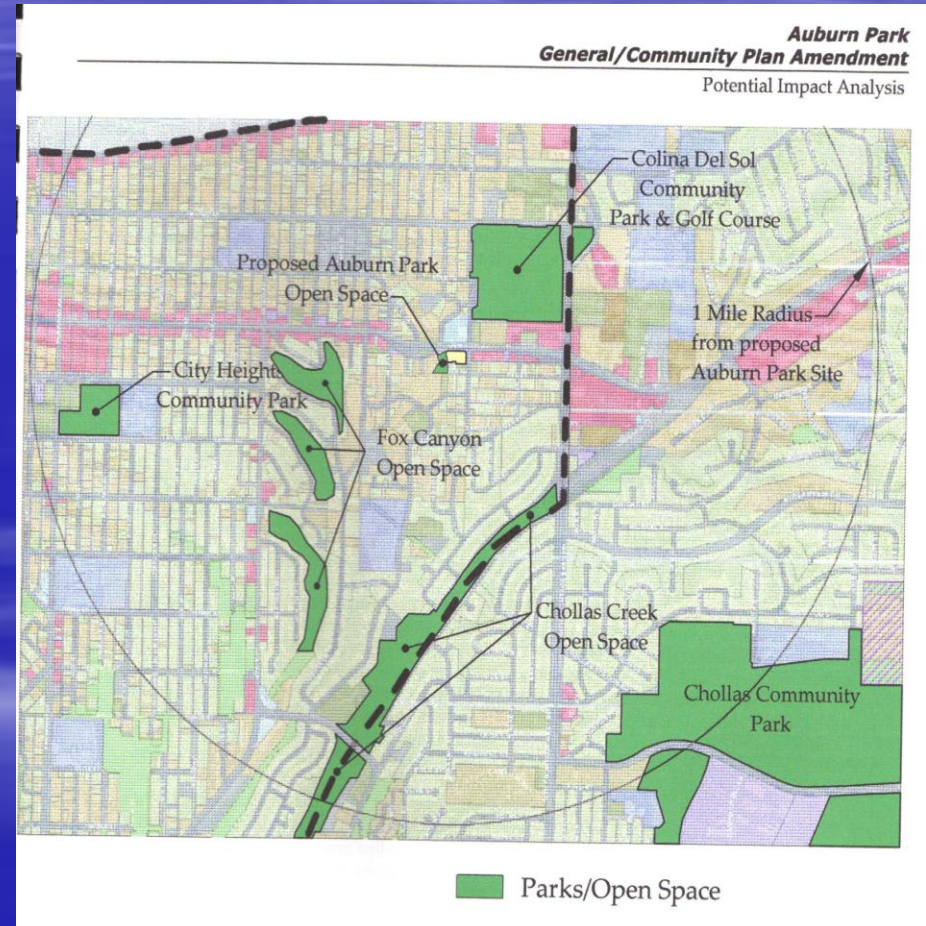 Auburn Park
General/Community Plan Amendment
Potential Impact Analysis
Colina Del Sol
Community
Park & Golf Course
Proposed Auburn Park
Open Space
1 Mile Radius
from proposed
Auburn Park Site
City Heights
Community Park
Fox Canyon
Open Space
Chollas Creek
Open Space
Chollas Community
Park
Parks/Open Space